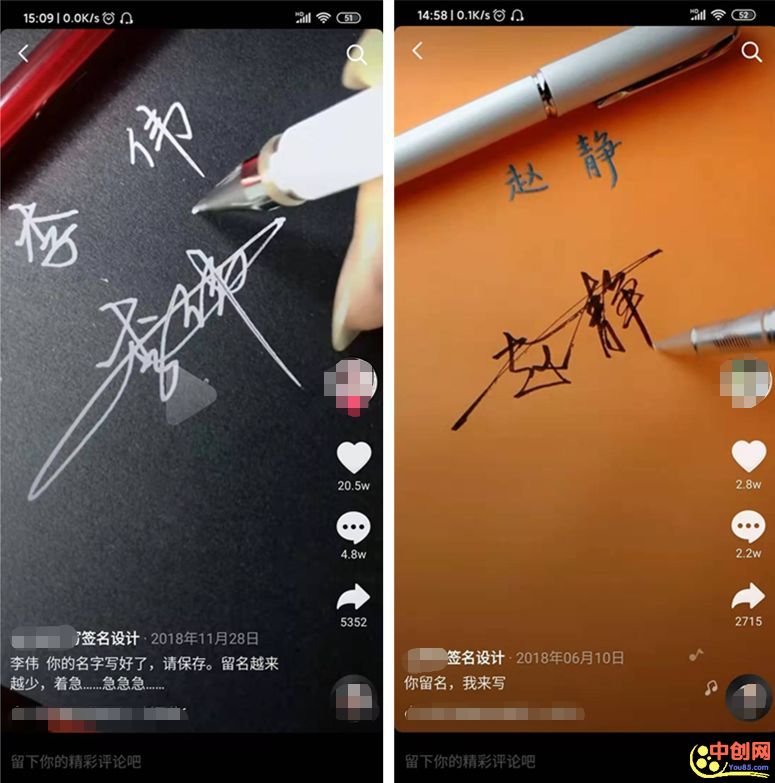 15:09 | 0.0K/s
51
伟
李
李伟
20.5w
4.8w
5352
写签名设计 · 2018年11月28日
李伟 你的名字写好了，请保存。留名越来
越少，着急……急急急……
留下你的精彩评论吧
14:58 | 0.1K/s
52
赵 静
赵静
2.8w
2.2w
2715
签名设计 · 2018年06月10日
你留名，我来写
留下你的精彩评论吧
中创网
You85.com